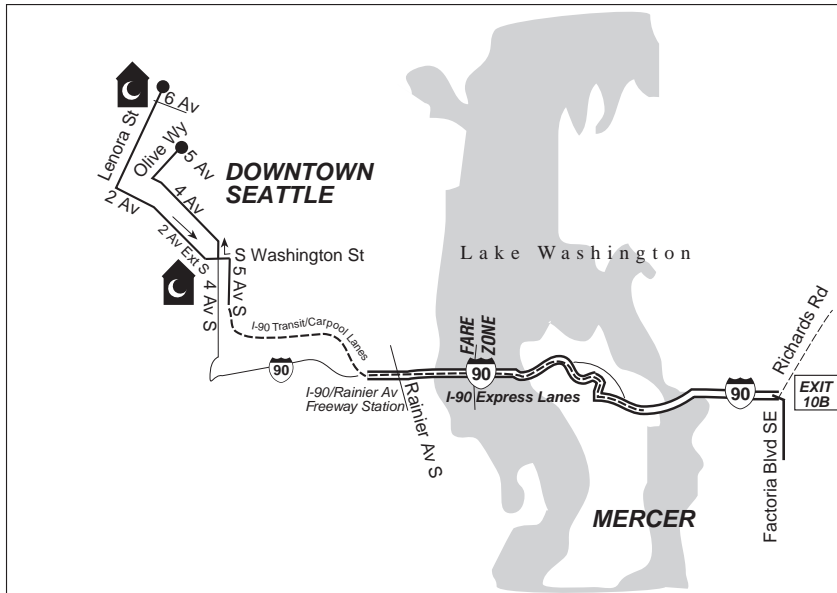 6 Av
Lenora St
Olive Wy
5 Av
DOWNTOWN
SEATTLE
4 Av
2 Av
2 Av Ext S
S Washington St
4 Av S
5 Av S
Lake Washington
I-90 Transit/Carpool Lanes
FARE
ZONE
90
90
90
I-90/Rainier Av
Freeway Station
I-90 Express Lanes
Rainier Av S
Richards Rd
EXIT
10B
Factoria Blvd SE
MERCER